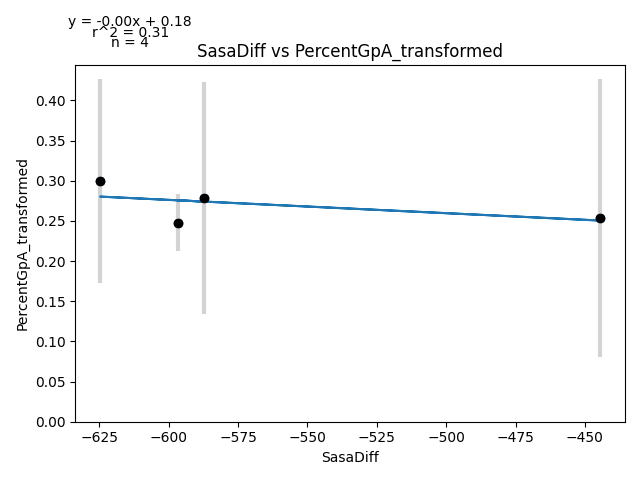 y = -0.00x + 0.18
r^2 = 0.31
n = 4
SasaDiff vs PercentGpA_transformed
0.40
0.35
0.30
0.25
0.20
0.15
0.10
0.05
0.00
PercentGpA_transformed
−625 −600 −575 −550 −525 −500 −475 −450
SasaDiff